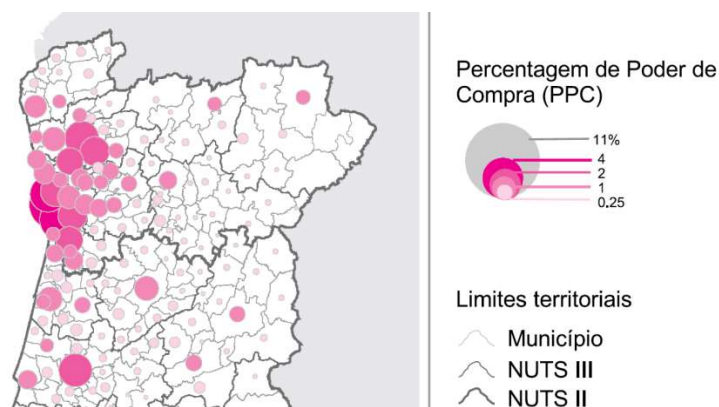 Percentagem de Poder de
Compra (PPC)
11%
4
2
1
0,25
Limites territoriais
Município
NUTS III
NUTS II